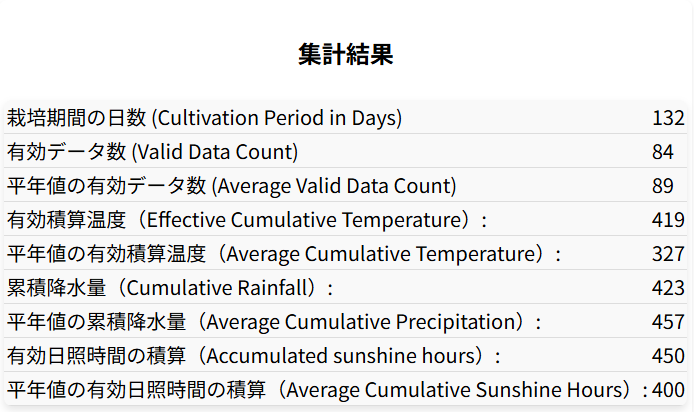 集計結果
栽培期間の日数 (Cultivation Period in Days) 132
有効データ数 (Valid Data Count) 84
平年値の有効データ数 (Average Valid Data Count) 89
有効積算温度（Effective Cumulative Temperature）: 419
平年値の有効積算温度（Average Cumulative Temperature）: 327
累積降水量（Cumulative Rainfall）: 423
平年値の累積降水量（Average Cumulative Precipitation）: 457
有効日照時間の積算（Accumulated sunshine hours）: 450
平年値の有効日照時間の積算（Average Cumulative Sunshine Hours）: 400